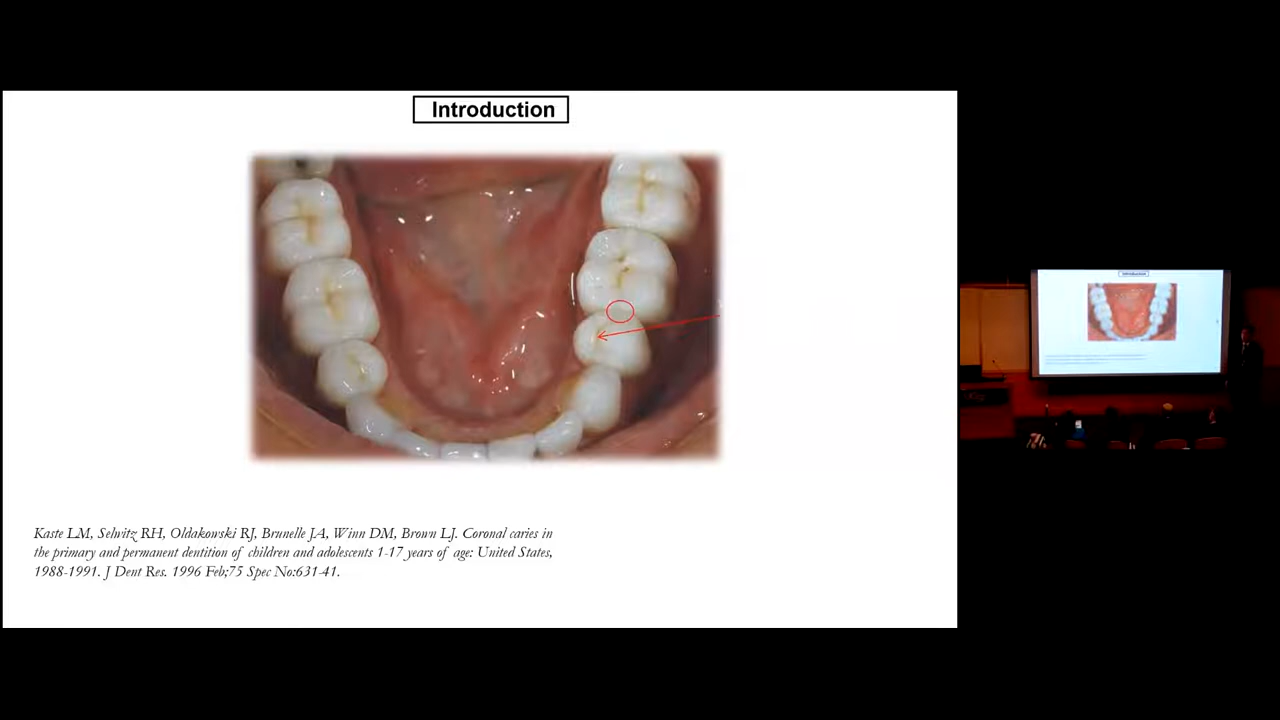 Introduction
Kaste LM, Selwitz RH, Oldakowski RJ, Brunelle JA, Winn DM, Brown LJ. Coronal caries in
the primary and permanent dentition of children and adolescents 1-17 years of age: United States,
1988-1991. J Dent Res. 1996 Feb;75 Spec No:631-41.
Introduction